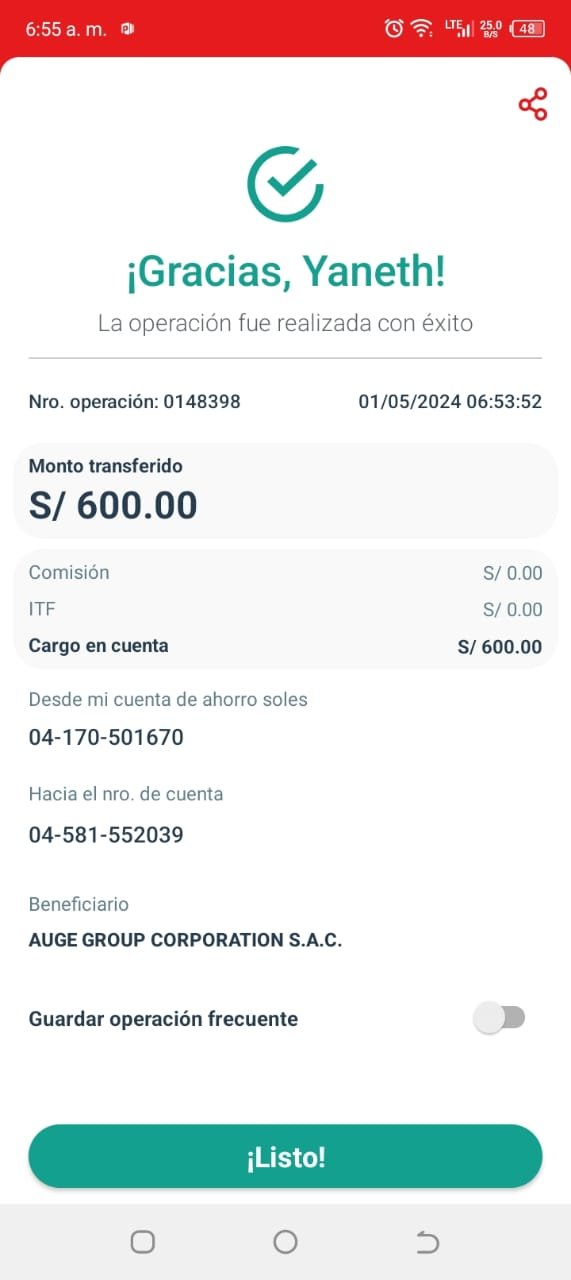 6:55 a. m.
LTE 25.0 B/S 48
¡Gracias, Yaneth!
La operación fue realizada con éxito
Nro. operación: 0148398 01/05/2024 06:53:52
Monto transferido
S/ 600.00
Comisión S/ 0.00
ITF S/ 0.00
Cargo en cuenta S/ 600.00
Desde mi cuenta de ahorro soles
04-170-501670
Hacia el nro. de cuenta
04-581-552039
Beneficiario
AUGE GROUP CORPORATION S.A.C.
Guardar operación frecuente
¡Listo!